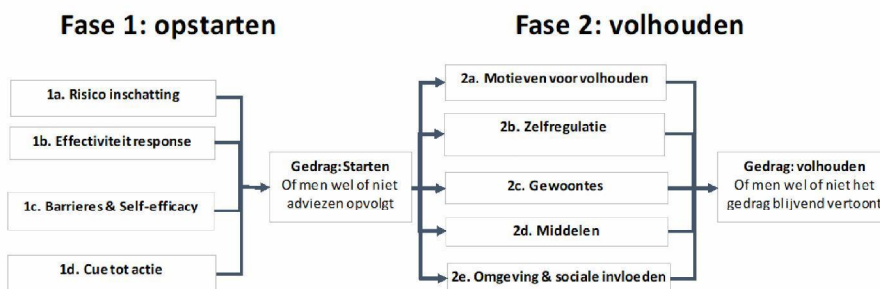 Fase 1: opstarten
Fase 2: volhouden
1a. Risico inschatting
1b. Effectiviteit response
1c. Barrieres & Self-efficacy
1d. Cue tot actie
Gedrag: Starten
Of men wel of niet
adviezen opvolgt
2a. Motieven voor volhouden
2b. Zelfregulatie
2c. Gewoontes
2d. Middelen
2e. Omgeving & sociale invloeden
Gedrag: volhouden
Of men wel of niet het
gedrag blijvend vertoont